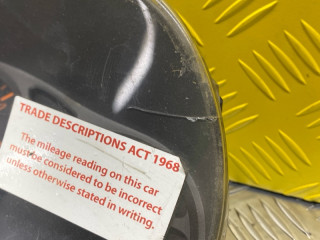 TRADE DESCRIPTIONS ACT 1968
The mileage reading on this car
must be considered to be incorrect
unless otherwise stated in writing.